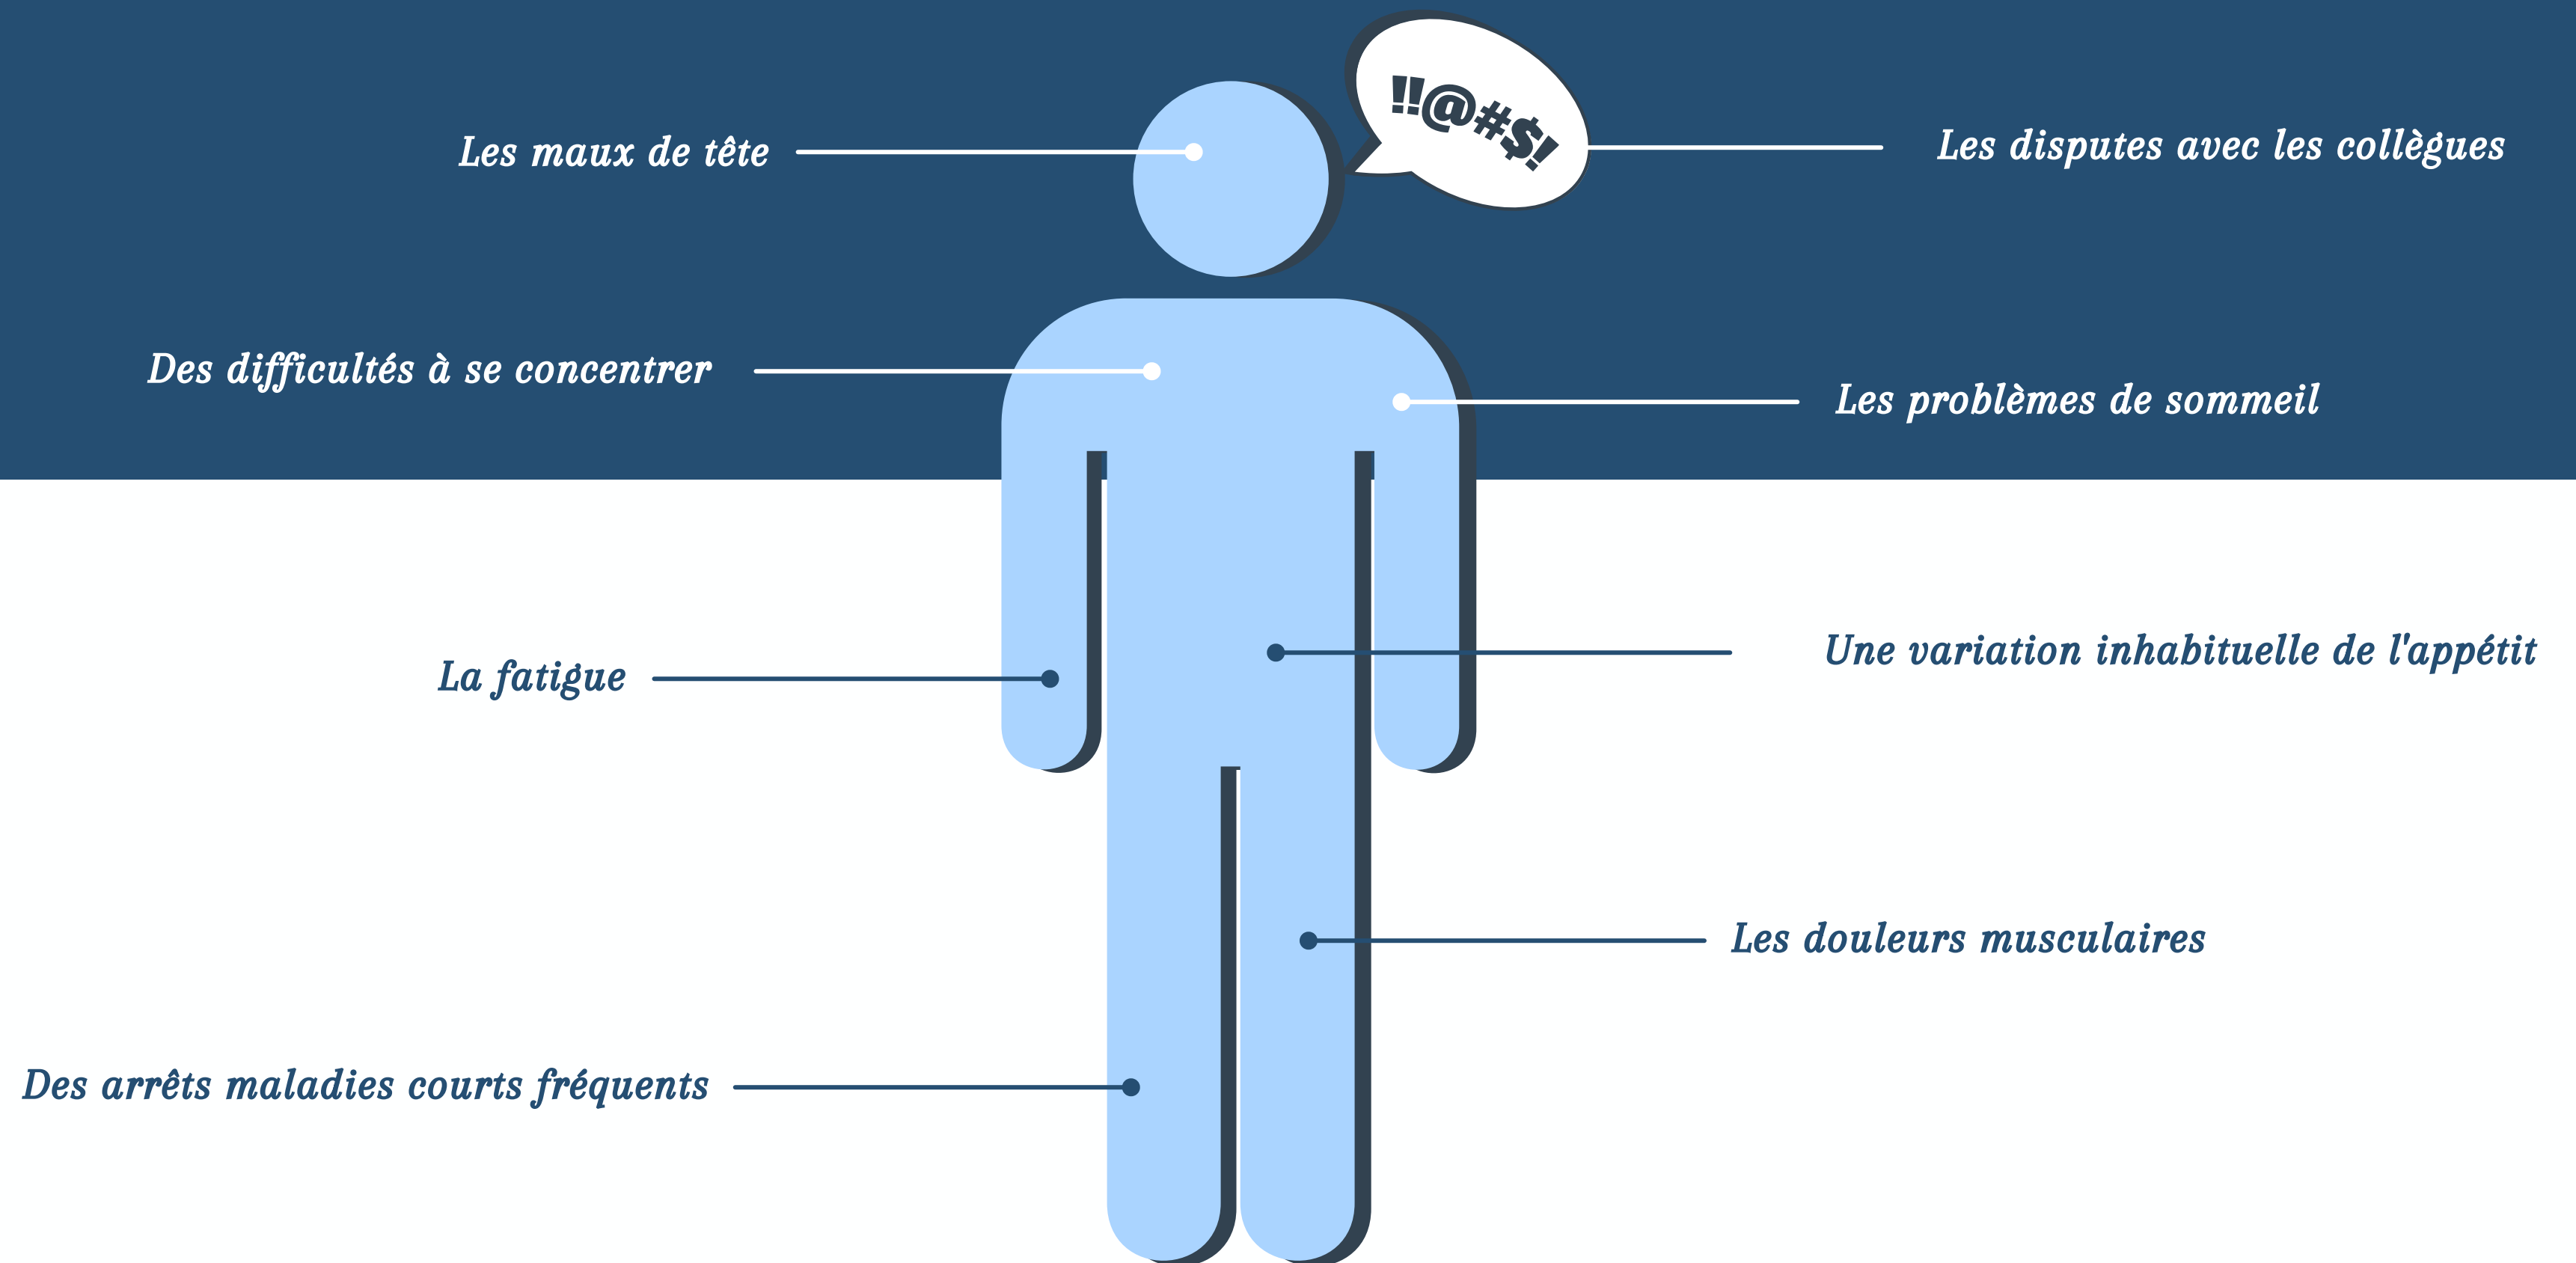 !!@#$!
Les maux de tête
Les disputes avec les collègues
Des difficultés à se concentrer
Les problèmes de sommeil
La fatigue
Une variation inhabituelle de l'appétit
Les douleurs musculaires
Des arrêts maladies courts fréquents